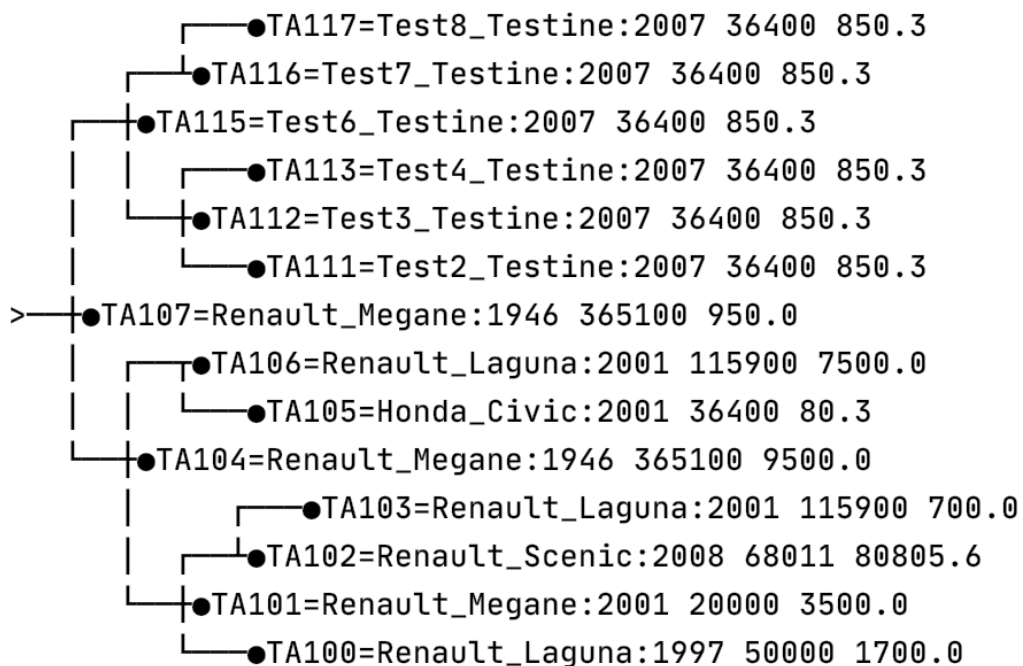 TA117=Test8_Testine:2007 36400 850.3
TA116=Test7_Testine:2007 36400 850.3
TA115=Test6_Testine:2007 36400 850.3
TA113=Test4_Testine:2007 36400 850.3
TA112=Test3_Testine:2007 36400 850.3
TA111=Test2_Testine:2007 36400 850.3
>TA107=Renault_Megane:1946 365100 950.0
TA106=Renault_Laguna:2001 115900 7500.0
TA105=Honda_Civic:2001 36400 80.3
TA104=Renault_Megane:1946 365100 9500.0
TA103=Renault_Laguna:2001 115900 700.0
TA102=Renault_Scenic:2008 68011 80805.6
TA101=Renault_Megane:2001 20000 3500.0
TA100=Renault_Laguna:1997 50000 1700.0